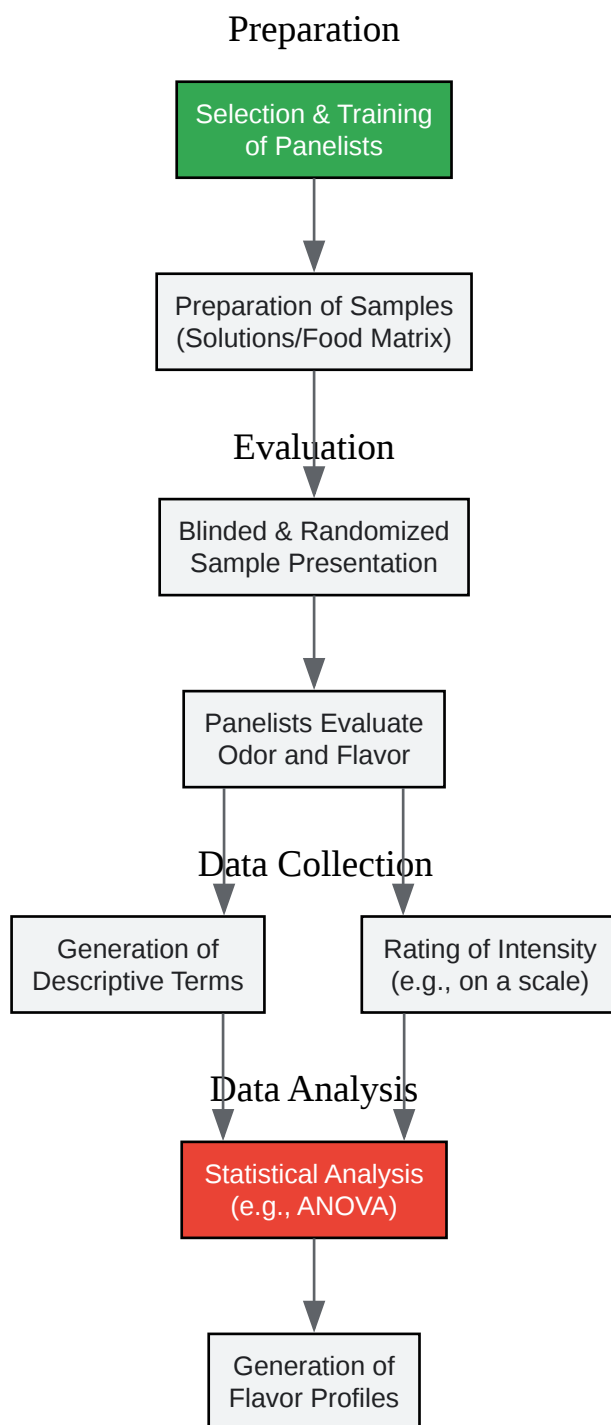 Preparation
Selection & Training
of Panelists
Preparation of Samples
(Solutions/Food Matrix)
Evaluation
Blinded & Randomized
Sample Presentation
Panelists Evaluate
Odor and Flavor
Data Collection
Generation of
Descriptive Terms
Rating of Intensity
(e.g., on a scale)
Data Analysis
Statistical Analysis
(e.g., ANOVA)
Generation of
Flavor Profiles